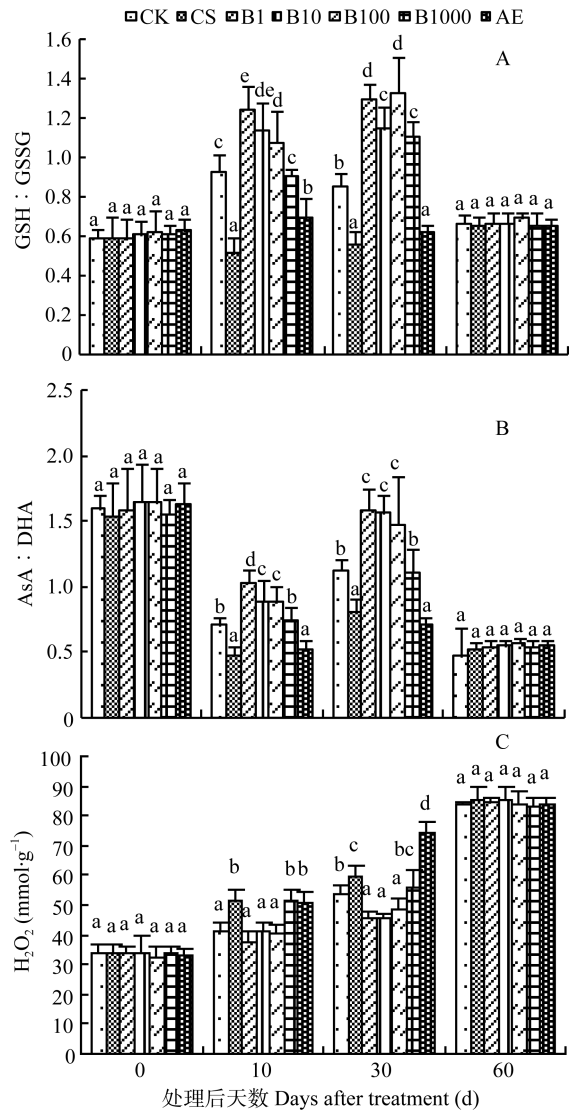 CK CS B1 B10 B100 B1000 AE
A
1.6
1.4
1.2
1.0
0.8
0.6
0.4
0.2
0
GSH：GSSG
a a a a a a a
c a e de d c b
b a d c d c a
a a a a a a a
B
2.5
2.0
1.5
1.0
0.5
0
AsA：DHA
a a a a a a a
b a d c c b a
b a c c c b a
a a a a a a a
C
100
90
80
70
60
50
40
30
20
10
0
H₂O₂ (mmol·g⁻¹)
a a a a a a a
a b a a a b b
b c a a a bc d
a a a a a a a
0 10 30 60
处理后天数 Days after treatment (d)